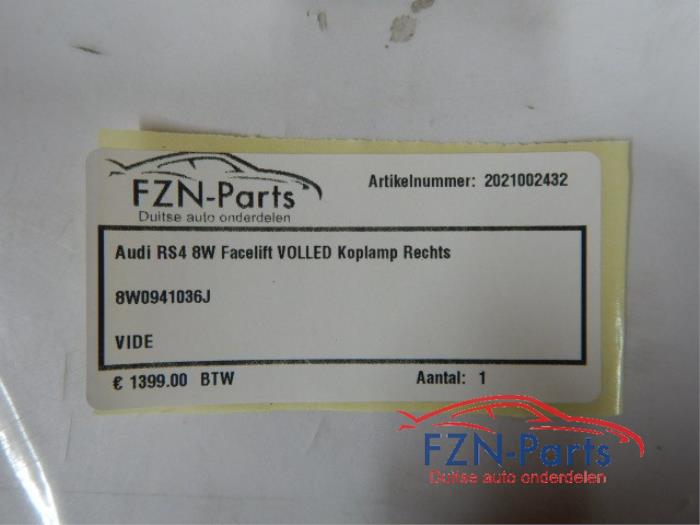 FZN-Parts
Duitse auto onderdelen
Artikelnummer: 2021002432
Audi RS4 8W Facelift VOLLED Koplamp Rechts
8W0941036J
VIDE
€ 1399.00 BTW
Aantal: 1
FZN-Parts
Duitse auto onderdelen